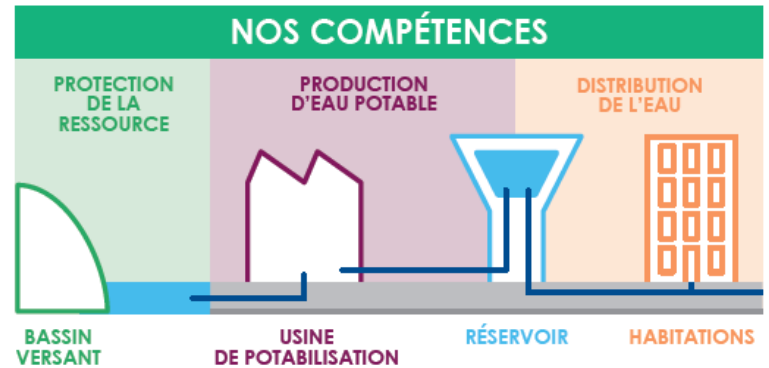 NOS COMPÉTENCES
PROTECTION
DE LA
RESSOURCE
PRODUCTION
D'EAU POTABLE
DISTRIBUTION
DE L'EAU
BASSIN
VERSANT
USINE
DE POTABILISATION
RÉSERVOIR
HABITATIONS